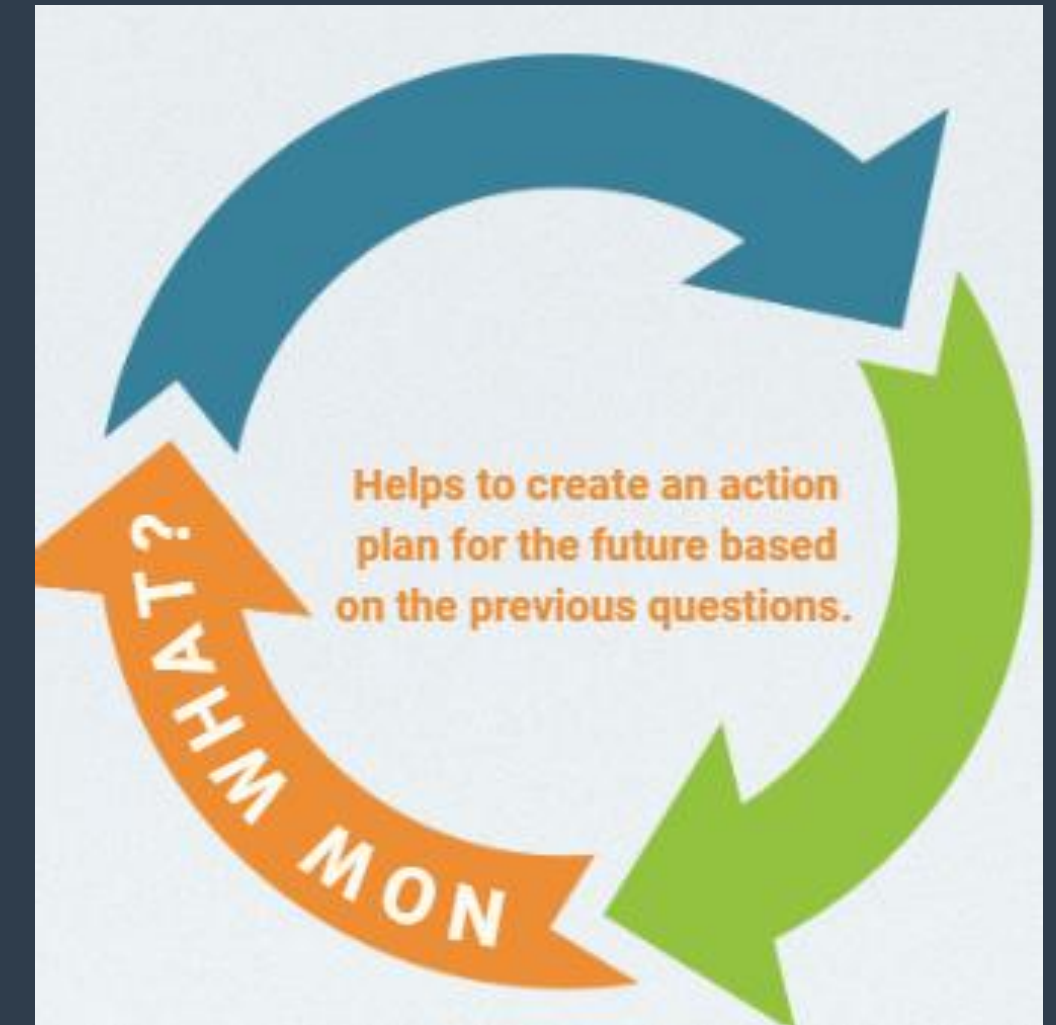 Helps to create an action
plan for the future based
on the previous questions.
NOW WHAT?